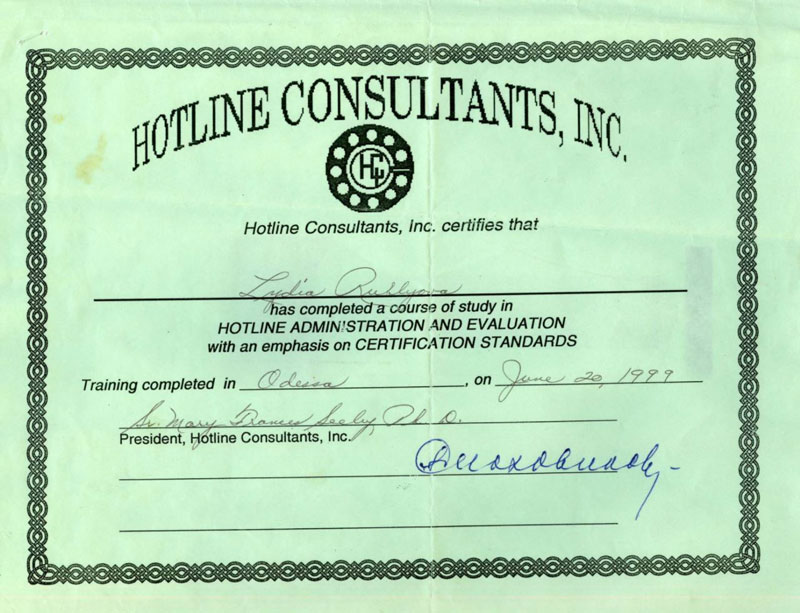 HOTLINE CONSULTANTS, INC.
HCI
Hotline Consultants, Inc. certifies that
Lydia
has completed a course of study in
HOTLINE ADMINISTRATION AND EVALUATION
with an emphasis on CERTIFICATION STANDARDS
Training completed in Odessa, on June 20, 1999
Sr. Mary Frances Seeley, Ph. D.
President, Hotline Consultants, Inc.